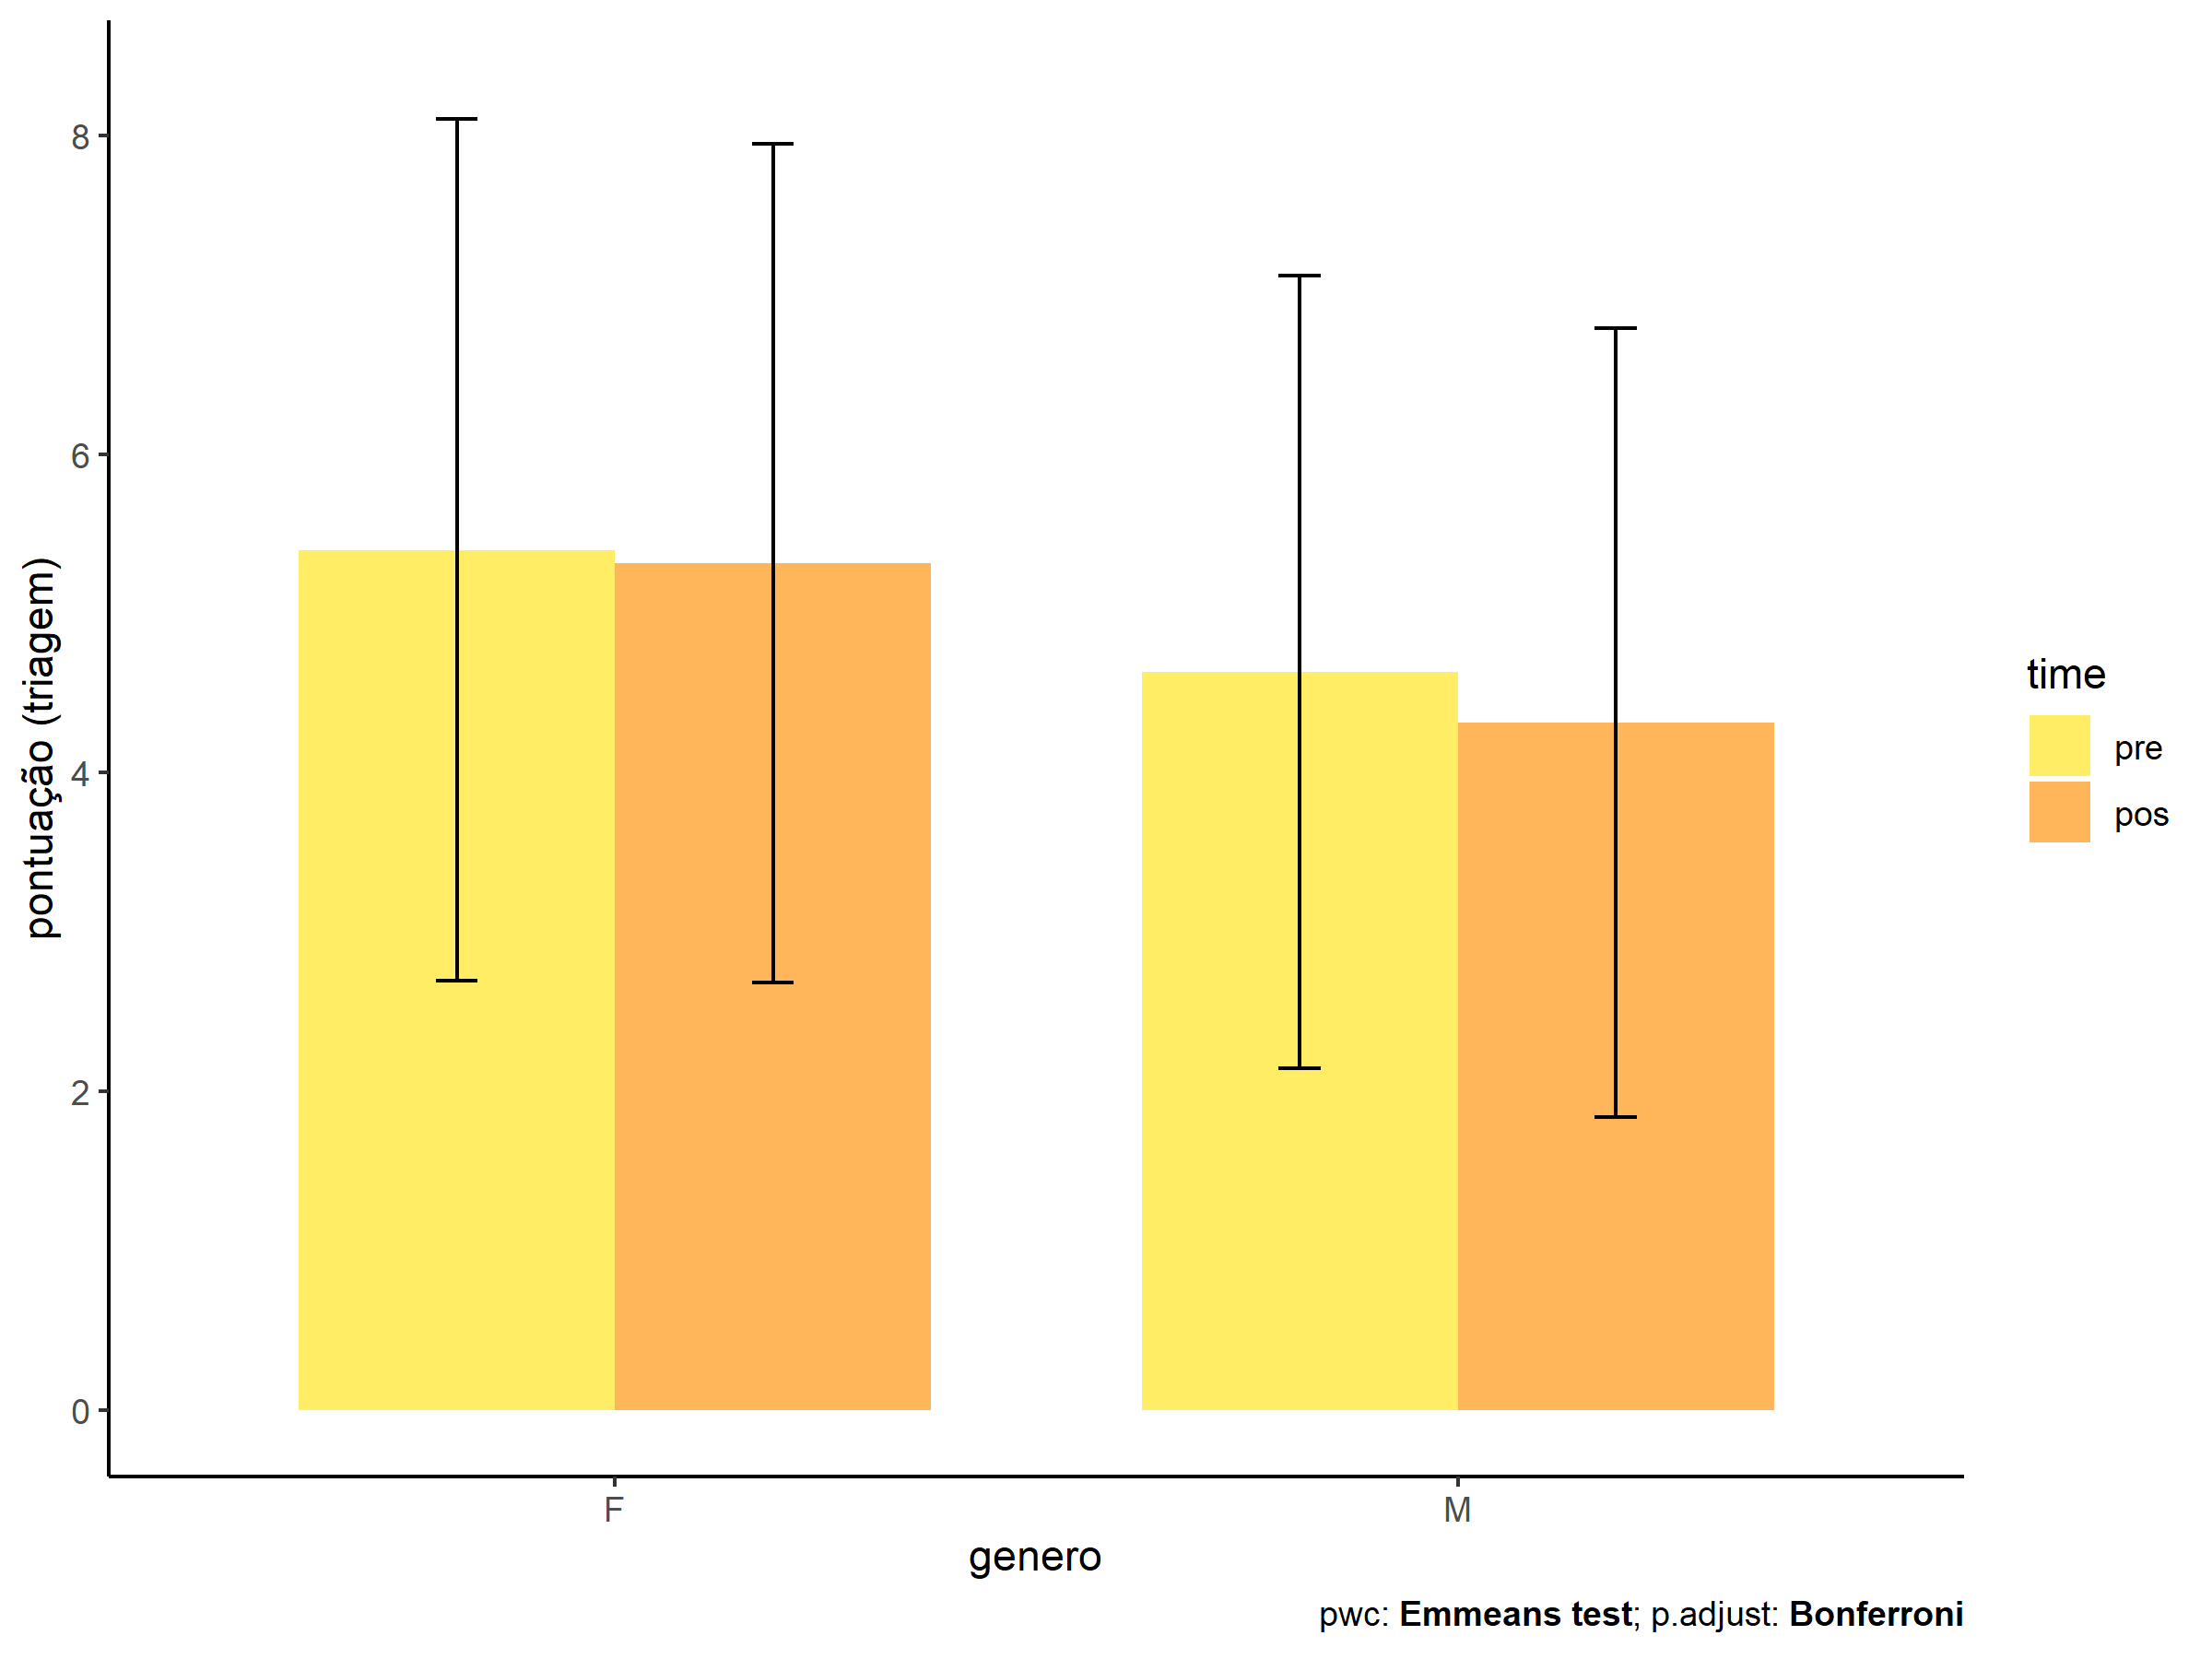 pontuação (triagem)
8
6
4
2
0
F
M
genero
time
pre
pos
pwc: Emmeans test; p.adjust: Bonferroni